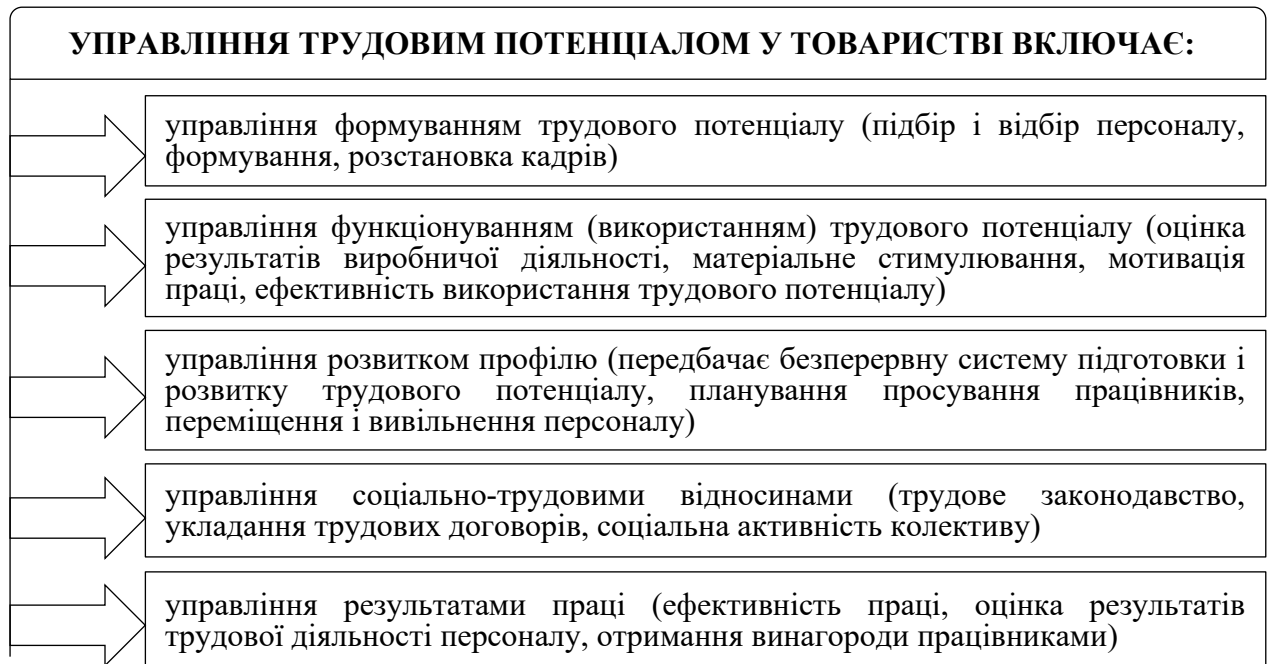 УПРАВЛІННЯ ТРУДОВИМ ПОТЕНЦІАЛОМ У ТОВАРИСТВІ ВКЛЮЧАЄ:
управління формуванням трудового потенціалу (підбір і відбір персоналу,
формування, розстановка кадрів)
управління функціонуванням (використанням) трудового потенціалу (оцінка
результатів виробничої діяльності, матеріальне стимулювання, мотивація
праці, ефективність використання трудового потенціалу)
управління розвитком профілю (передбачає безперервну систему підготовки і
розвитку трудового потенціалу, планування просування працівників,
переміщення і вивільнення персоналу)
управління соціально-трудовими відносинами (трудове законодавство,
укладання трудових договорів, соціальна активність колективу)
управління результатами праці (ефективність праці, оцінка результатів
трудової діяльності персоналу, отримання винагороди працівниками)